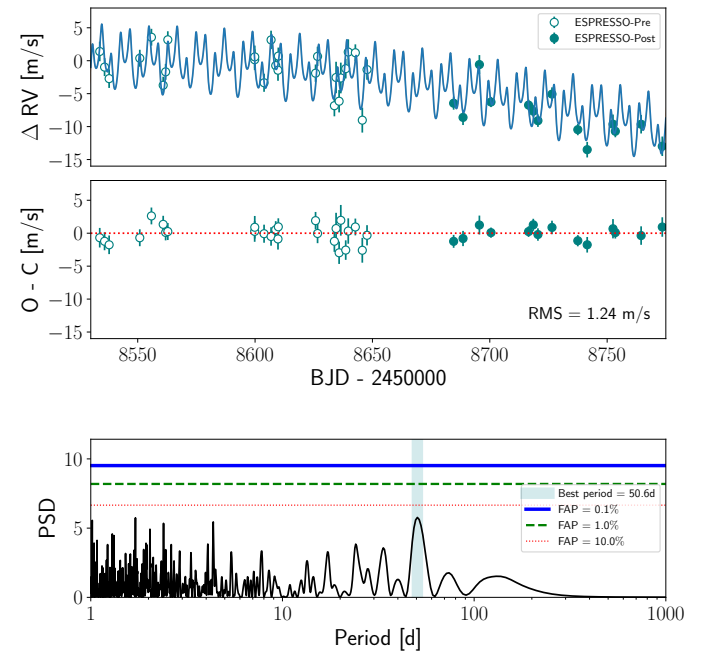 5
0
−5
−10
−15
Δ RV [m/s]
ESPRESSO-Pre
ESPRESSO-Post
5
0
−5
−10
−15
O - C [m/s]
RMS = 1.24 m/s
8550 8600 8650 8700 8750
BJD - 2450000
10
5
0
PSD
Best period = 50.6d
FAP = 0.1%
FAP = 1.0%
FAP = 10.0%
1 10 100 1000
Period [d]